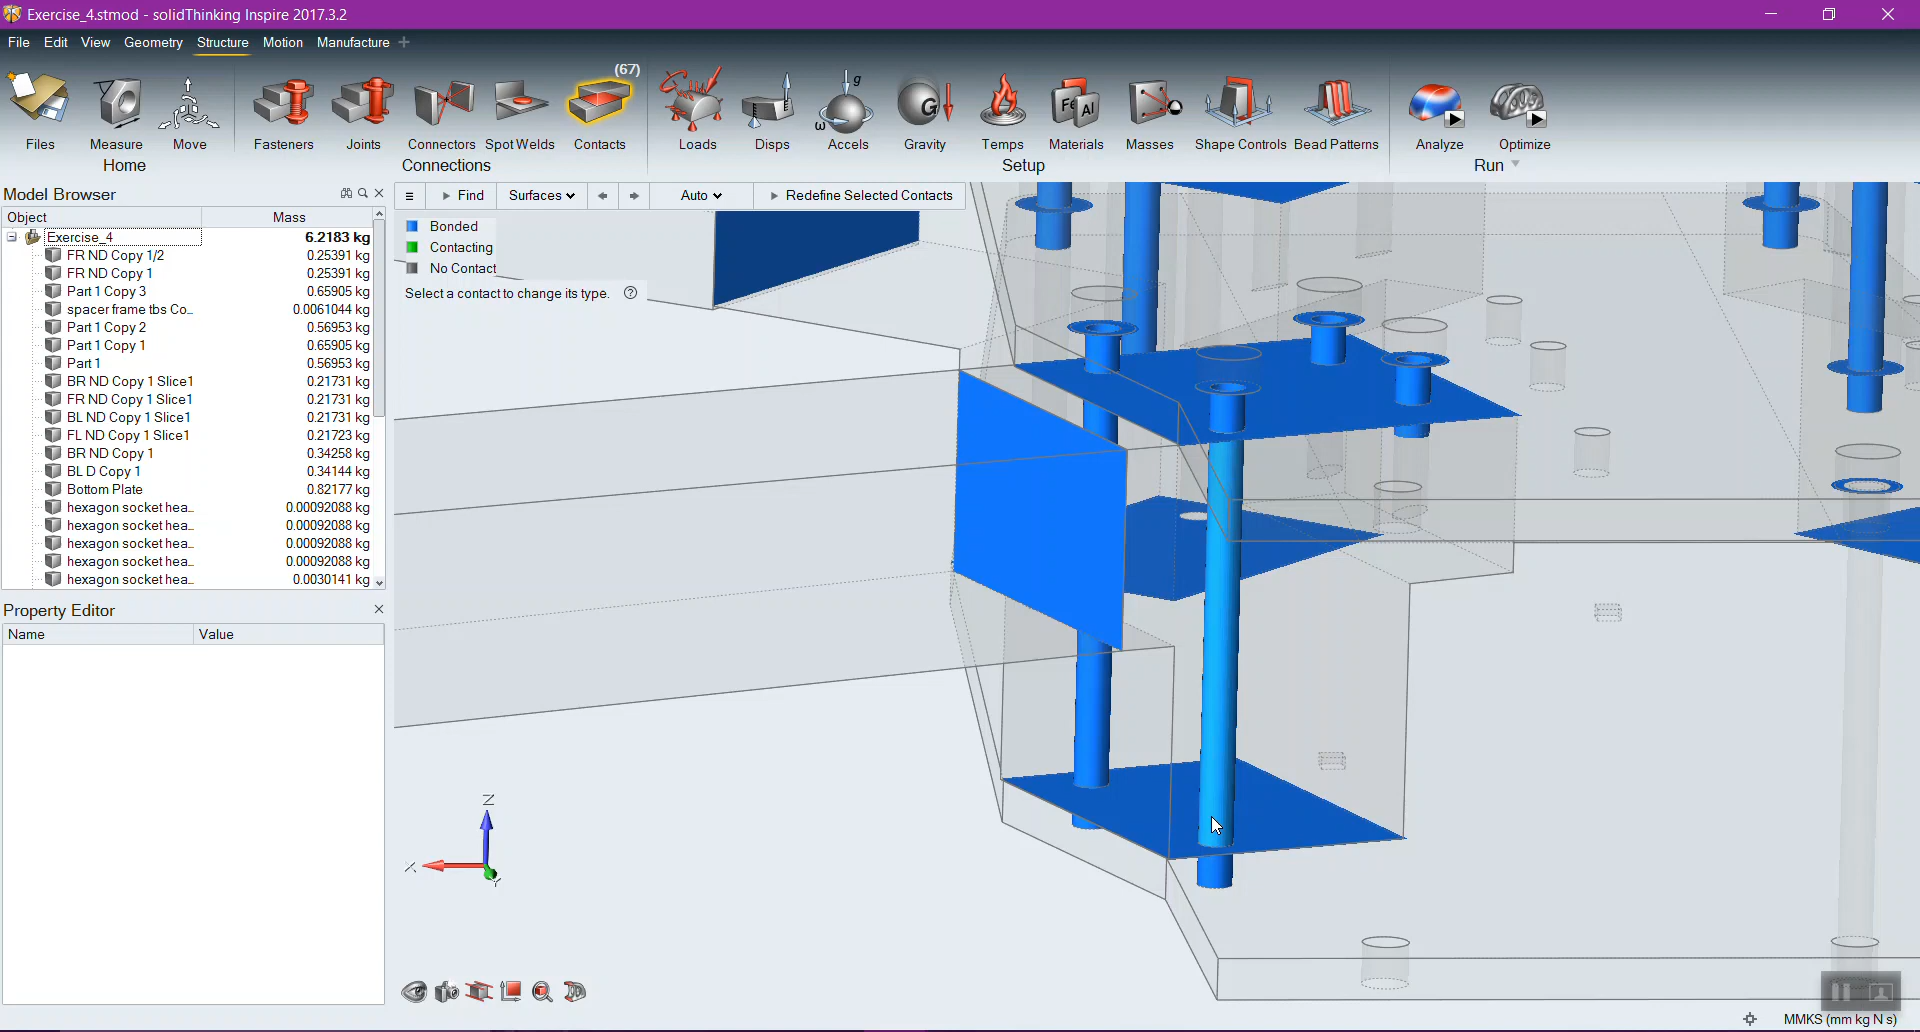 Exercise_4.stmod - solidThinking Inspire 2017.3.2
File Edit View Geometry Structure Motion Manufacture
(67)
Files Measure Move Fasteners Joints Connectors Spot Welds Contacts Loads Disps Accels Gravity Temps Materials Masses Shape Controls Bead Patterns Analyze Optimize
Home Connections Setup Run
Model Browser
Find Surfaces Auto Redefine Selected Contacts
Object Mass
Exercise_4 6.2183 kg
FR ND Copy 1/2 0.25391 kg
FR ND Copy 1 0.25391 kg
Part 1 Copy 3 0.65905 kg
spacer frame tbs Co... 0.0061044 kg
Part 1 Copy 2 0.56953 kg
Part 1 Copy 1 0.65905 kg
Part 1 0.56953 kg
BR ND Copy 1 Slice1 0.21731 kg
FR ND Copy 1 Slice1 0.21731 kg
BL ND Copy 1 Slice1 0.21731 kg
FL ND Copy 1 Slice1 0.21723 kg
BR ND Copy 1 0.34258 kg
BL D Copy 1 0.34144 kg
Bottom Plate 0.82177 kg
hexagon socket hea... 0.00092088 kg
hexagon socket hea... 0.00092088 kg
hexagon socket hea... 0.00092088 kg
hexagon socket hea... 0.00092088 kg
hexagon socket hea... 0.0030141 kg
Bonded
Contacting
No Contact
Select a contact to change its type.
Property Editor
Name Value
Z
X
Y
MMKS (mm kg N s)